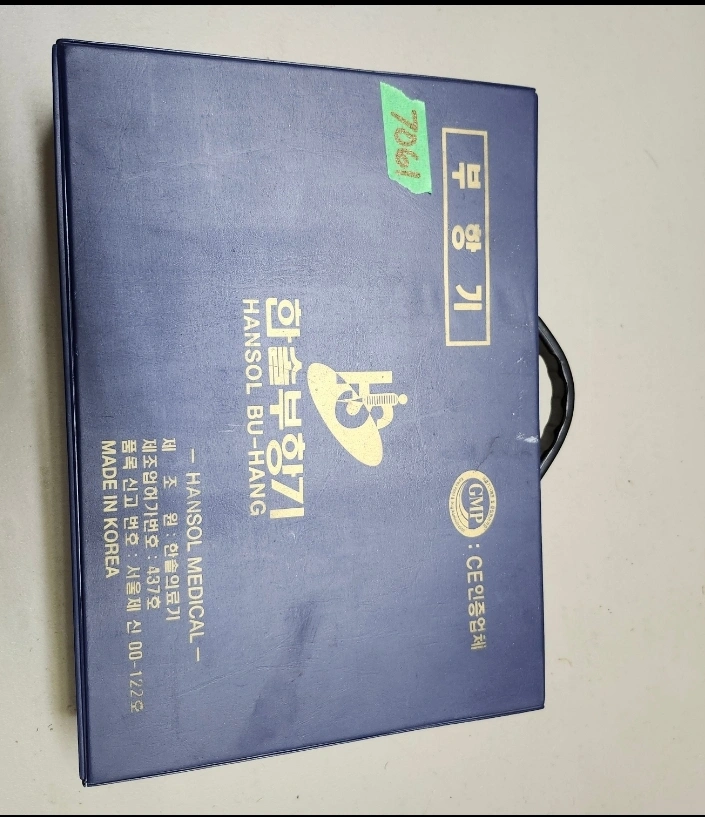 부항기
GMP : CE인증업체
한솔부항기
HANSOL BU-HANG
— HANSOL MEDICAL —
제 조 원 : 한솔의료기
제조업허가번호 : 437호
품목 신고 번호 : 서울제 신 00-122호
MADE IN KOREA